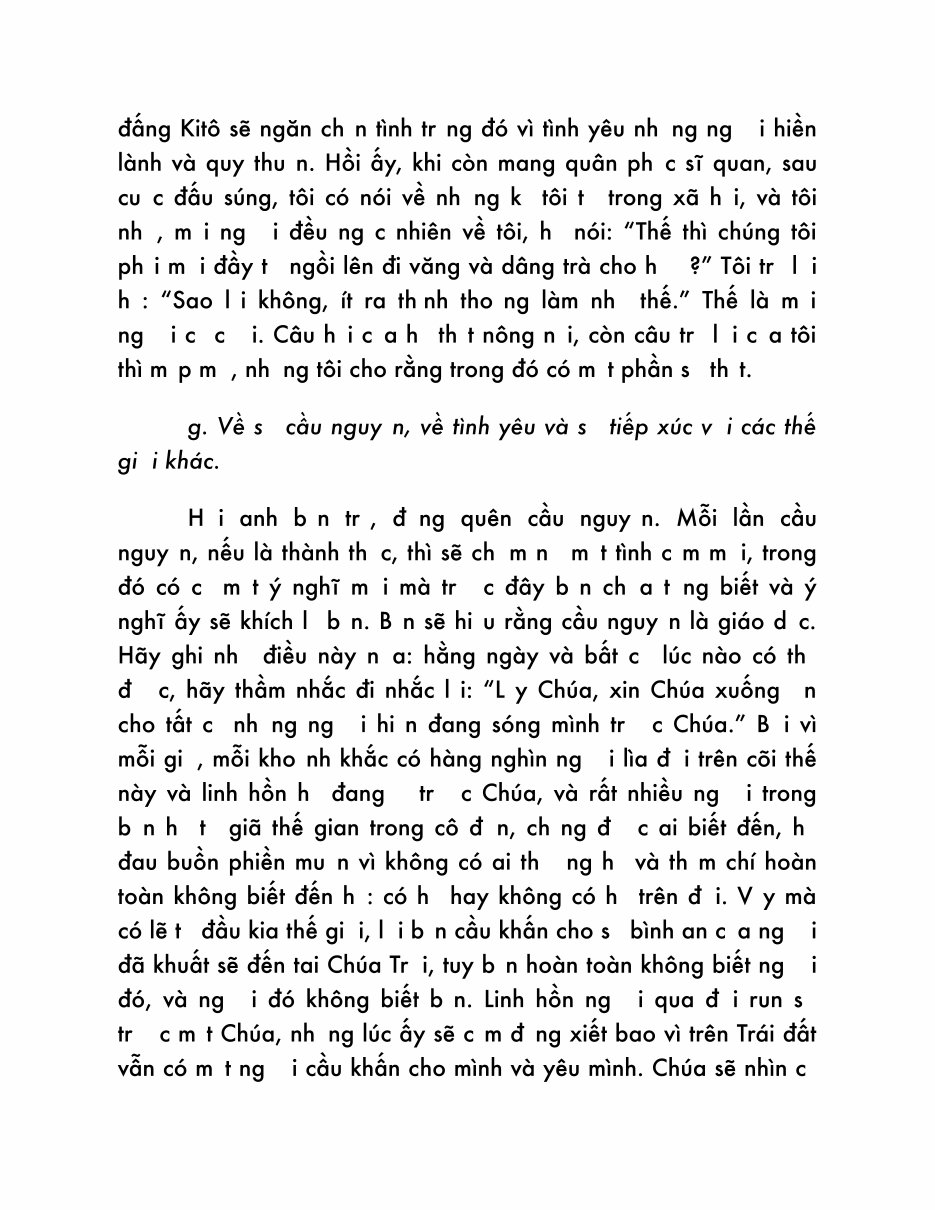 đấng Kitô sẽ ngăn ch n tình tr ng đó vì tình yêu nh ng ng  i hiền
lành và quy thu n. Hồi ấy, khi còn mang quân ph c sĩ quan, sau
cu c đấu súng, tôi có nói về nh ng k  tôi t  trong xã h i, và tôi
nh , m i ng  i đều ng c nhiên về tôi, h  nói: “Thế thì chúng tôi
ph i m i đầy t  ngồi lên đi văng và dâng trà cho h   ?” Tôi tr  l i
h : “Sao l i không, ít ra th nh tho ng làm nh  thế.” Thế là m i
ng  i c  c  i. Câu h i c a h  th t nông n i, còn câu tr  l i c a tôi
thì m p m , nh ng tôi cho rằng trong đó có m t phần s  th t.
g. Về s  cầu nguy n, về tình yêu và s  tiếp xúc v i các thế
gi i khác.
H i anh b n tr , đ ng quên cầu nguy n. Mỗi lần cầu
nguy n, nếu là thành th c, thì sẽ ch m n  m t tình c m m i, trong
đó có c  m t ý nghĩ m i mà tr  c đây b n ch a t ng biết và ý
nghĩ ấy sẽ khích l  b n. B n sẽ hi u rằng cầu nguy n là giáo d c.
Hãy ghi nh  điều này n a: hằng ngày và bất c  lúc nào có th
đ  c, hãy thầm nhắc đi nhắc l i: “L y Chúa, xin Chúa xuống  n
cho tất c  nh ng ng  i hi n đang sóng mình tr  c Chúa.” B i vì
mỗi gi , mỗi kho nh khắc có hàng nghìn ng  i lìa đ i trên cõi thế
này và linh hồn h  đang   tr  c Chúa, và rất nhiều ng  i trong
b n h  t  giã thế gian trong cô đ n, ch ng đ  c ai biết đến, h
đau buồn phiền mu n vì không có ai th  ng h  và th m chí hoàn
toàn không biết đến h : có h  hay không có h  trên đ i. V y mà
có lẽ t  đầu kia thế gi i, l i b n cầu khấn cho s  bình an c a ng  i
đã khuất sẽ đến tai Chúa Tr i, tuy b n hoàn toàn không biết ng  i
đó, và ng  i đó không biết b n. Linh hồn ng  i qua đ i run s
tr  c m t Chúa, nh ng lúc ấy sẽ c m đ ng xiết bao vì trên Trái đất
vẫn có m t ng  i cầu khấn cho mình và yêu mình. Chúa sẽ nhìn c